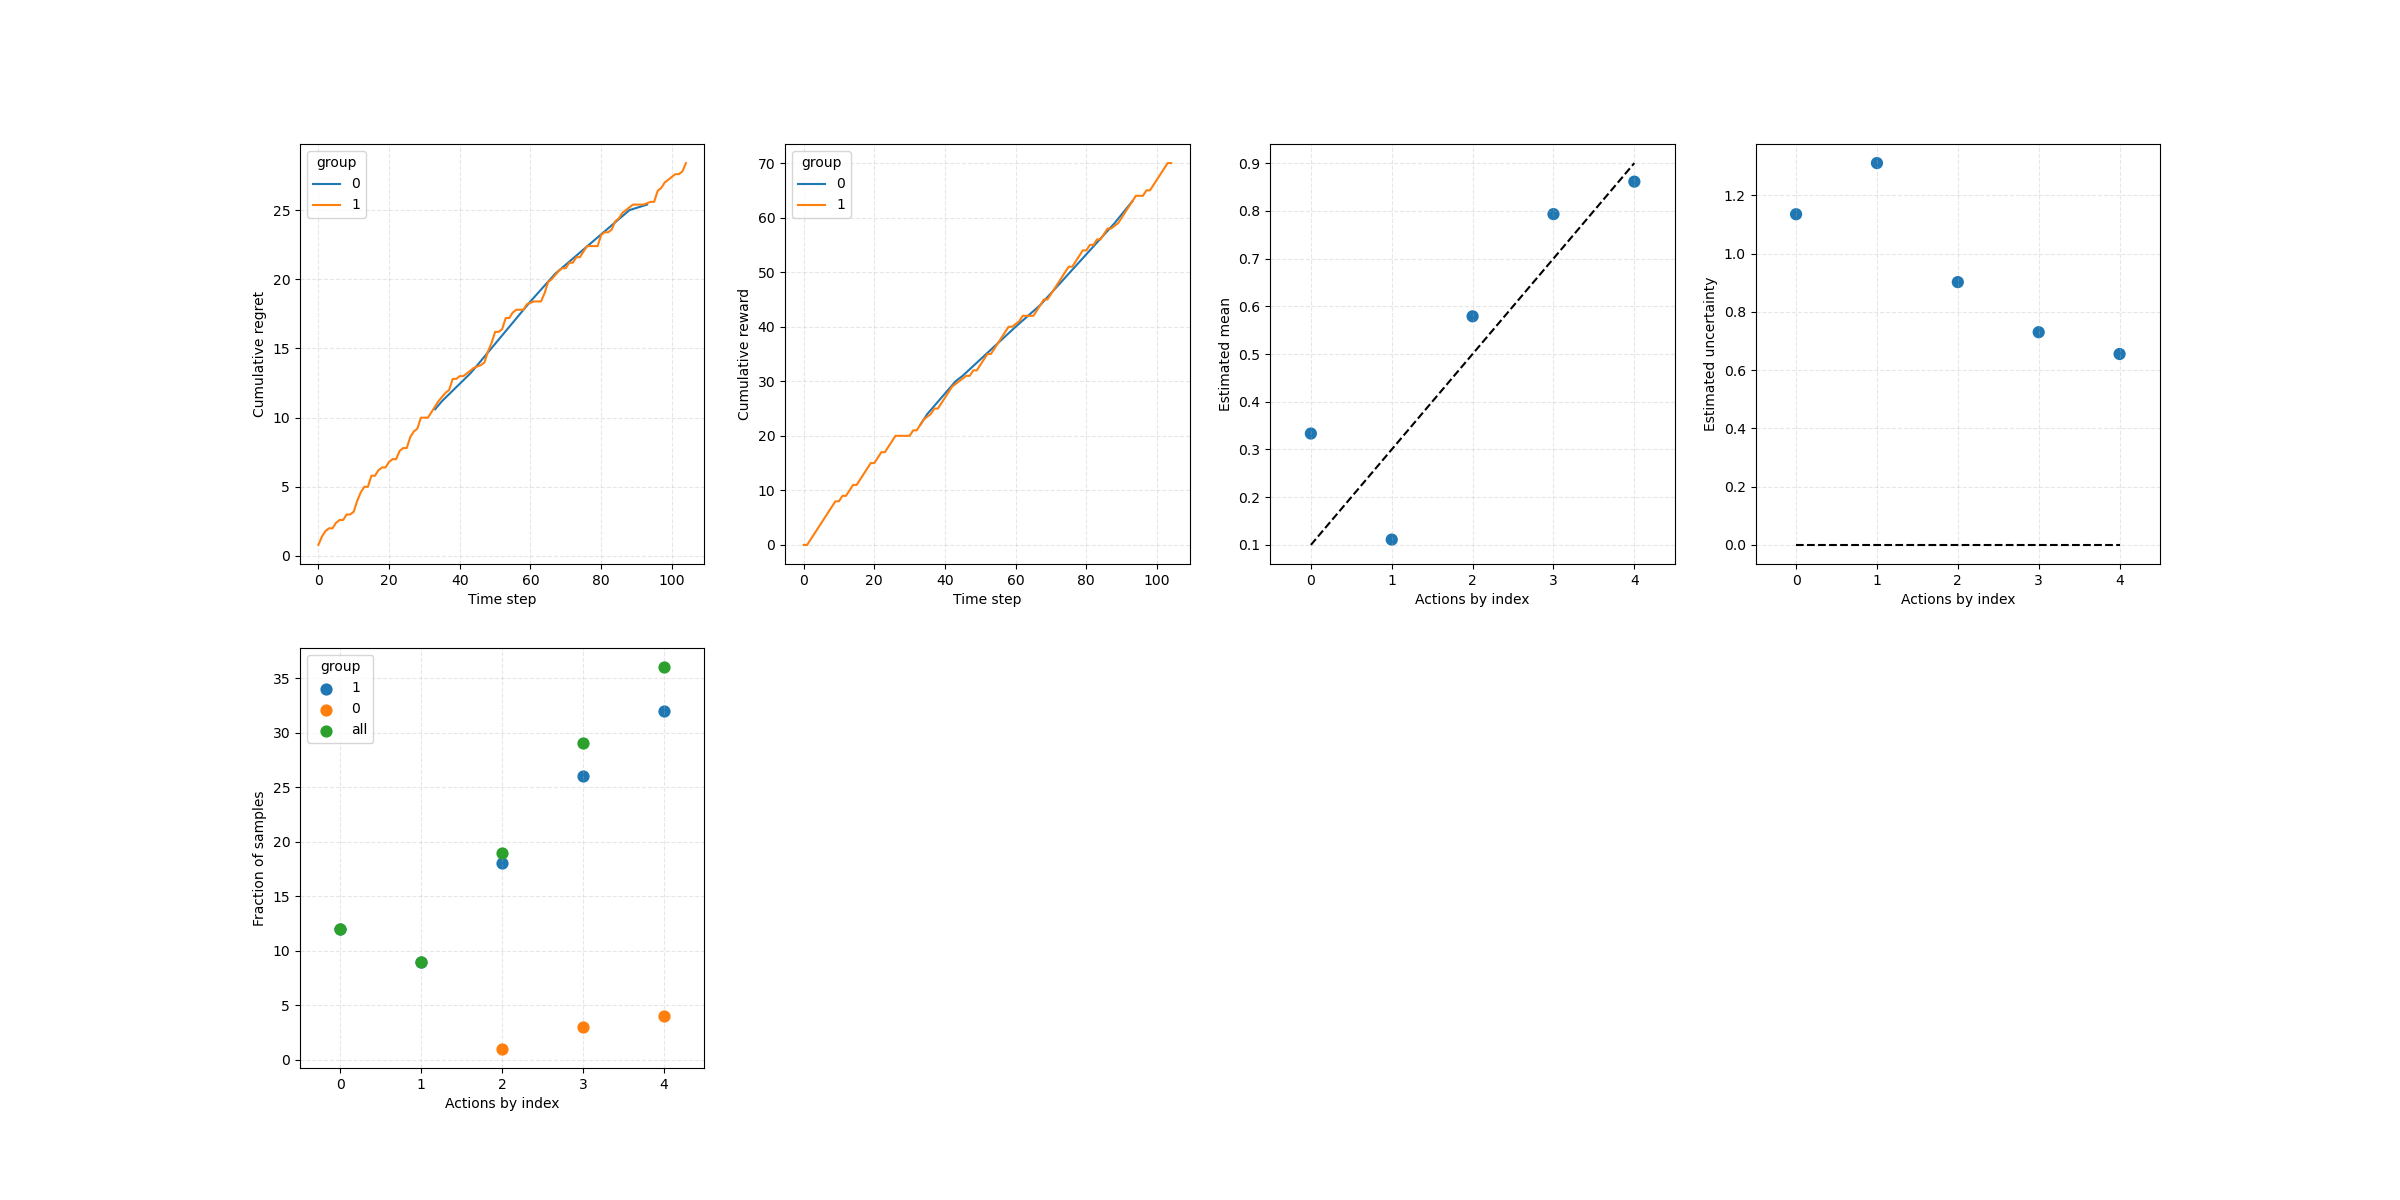 group
0
1
25
20
15
10
5
0
Cumulative regret
0 20 40 60 80 100
Time step
group
0
1
70
60
50
40
30
20
10
0
Cumulative reward
0 20 40 60 80 100
Time step
0.9
0.8
0.7
0.6
0.5
0.4
0.3
0.2
0.1
Estimated mean
0 1 2 3 4
Actions by index
1.2
1.0
0.8
0.6
0.4
0.2
0.0
Estimated uncertainty
0 1 2 3 4
Actions by index
group
1
0
all
35
30
25
20
15
10
5
0
Fraction of samples
0 1 2 3 4
Actions by index